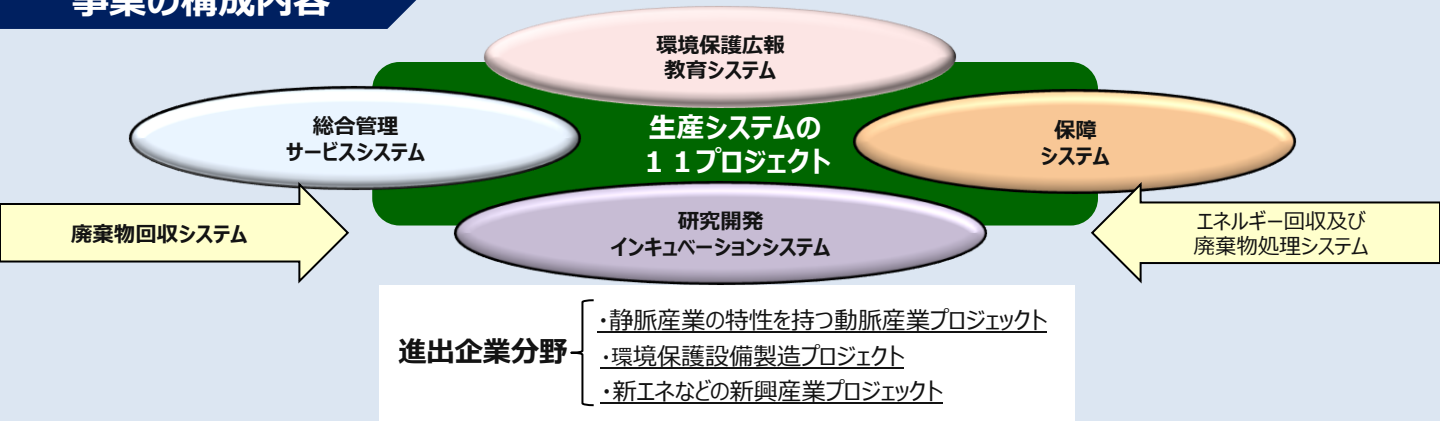 事業の構成内容
環境保護広報
教育システム
総合管理
サービスシステム
生産システムの
１１プロジェクト
保障
システム
廃棄物回収システム
研究開発
インキュベーションシステム
エネルギー回収及び
廃棄物処理システム
進出企業分野
・静脈産業の特性を持つ動脈産業プロジェックト
・環境保護設備製造プロジェクト
・新エネなどの新興産業プロジェックト